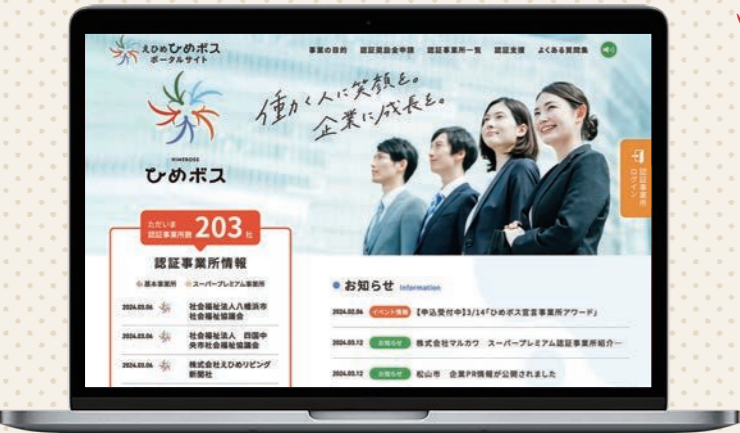 えひめひめボス
ポータルサイト
事業の目的 認証奨励金申請 認証事業所一覧 認証支援 よくある質問集
働く人に笑顔を。
企業に成長を。
HIMEBOSS
ひめボス
認証事業所
ログイン
ただいま
認証事業所数 203 社
認証事業所情報
基本事業所 スーパープレミアム事業所
2024.03.06 社会福祉法人八幡浜市
社会福祉協議会
2024.03.06 社会福祉法人 四国中
央市社会福祉協議会
2024.03.06 株式会社えひめリビング
新聞社
お知らせ Information
2024.02.06 イベント情報 【申込受付中】3/14「ひめボス宣言事業所アワード」
2024.03.12 お知らせ 株式会社マルカワ スーパープレミアム認証事業所紹介―
2024.03.12 お知らせ 松山市 企業PR情報が公開されました